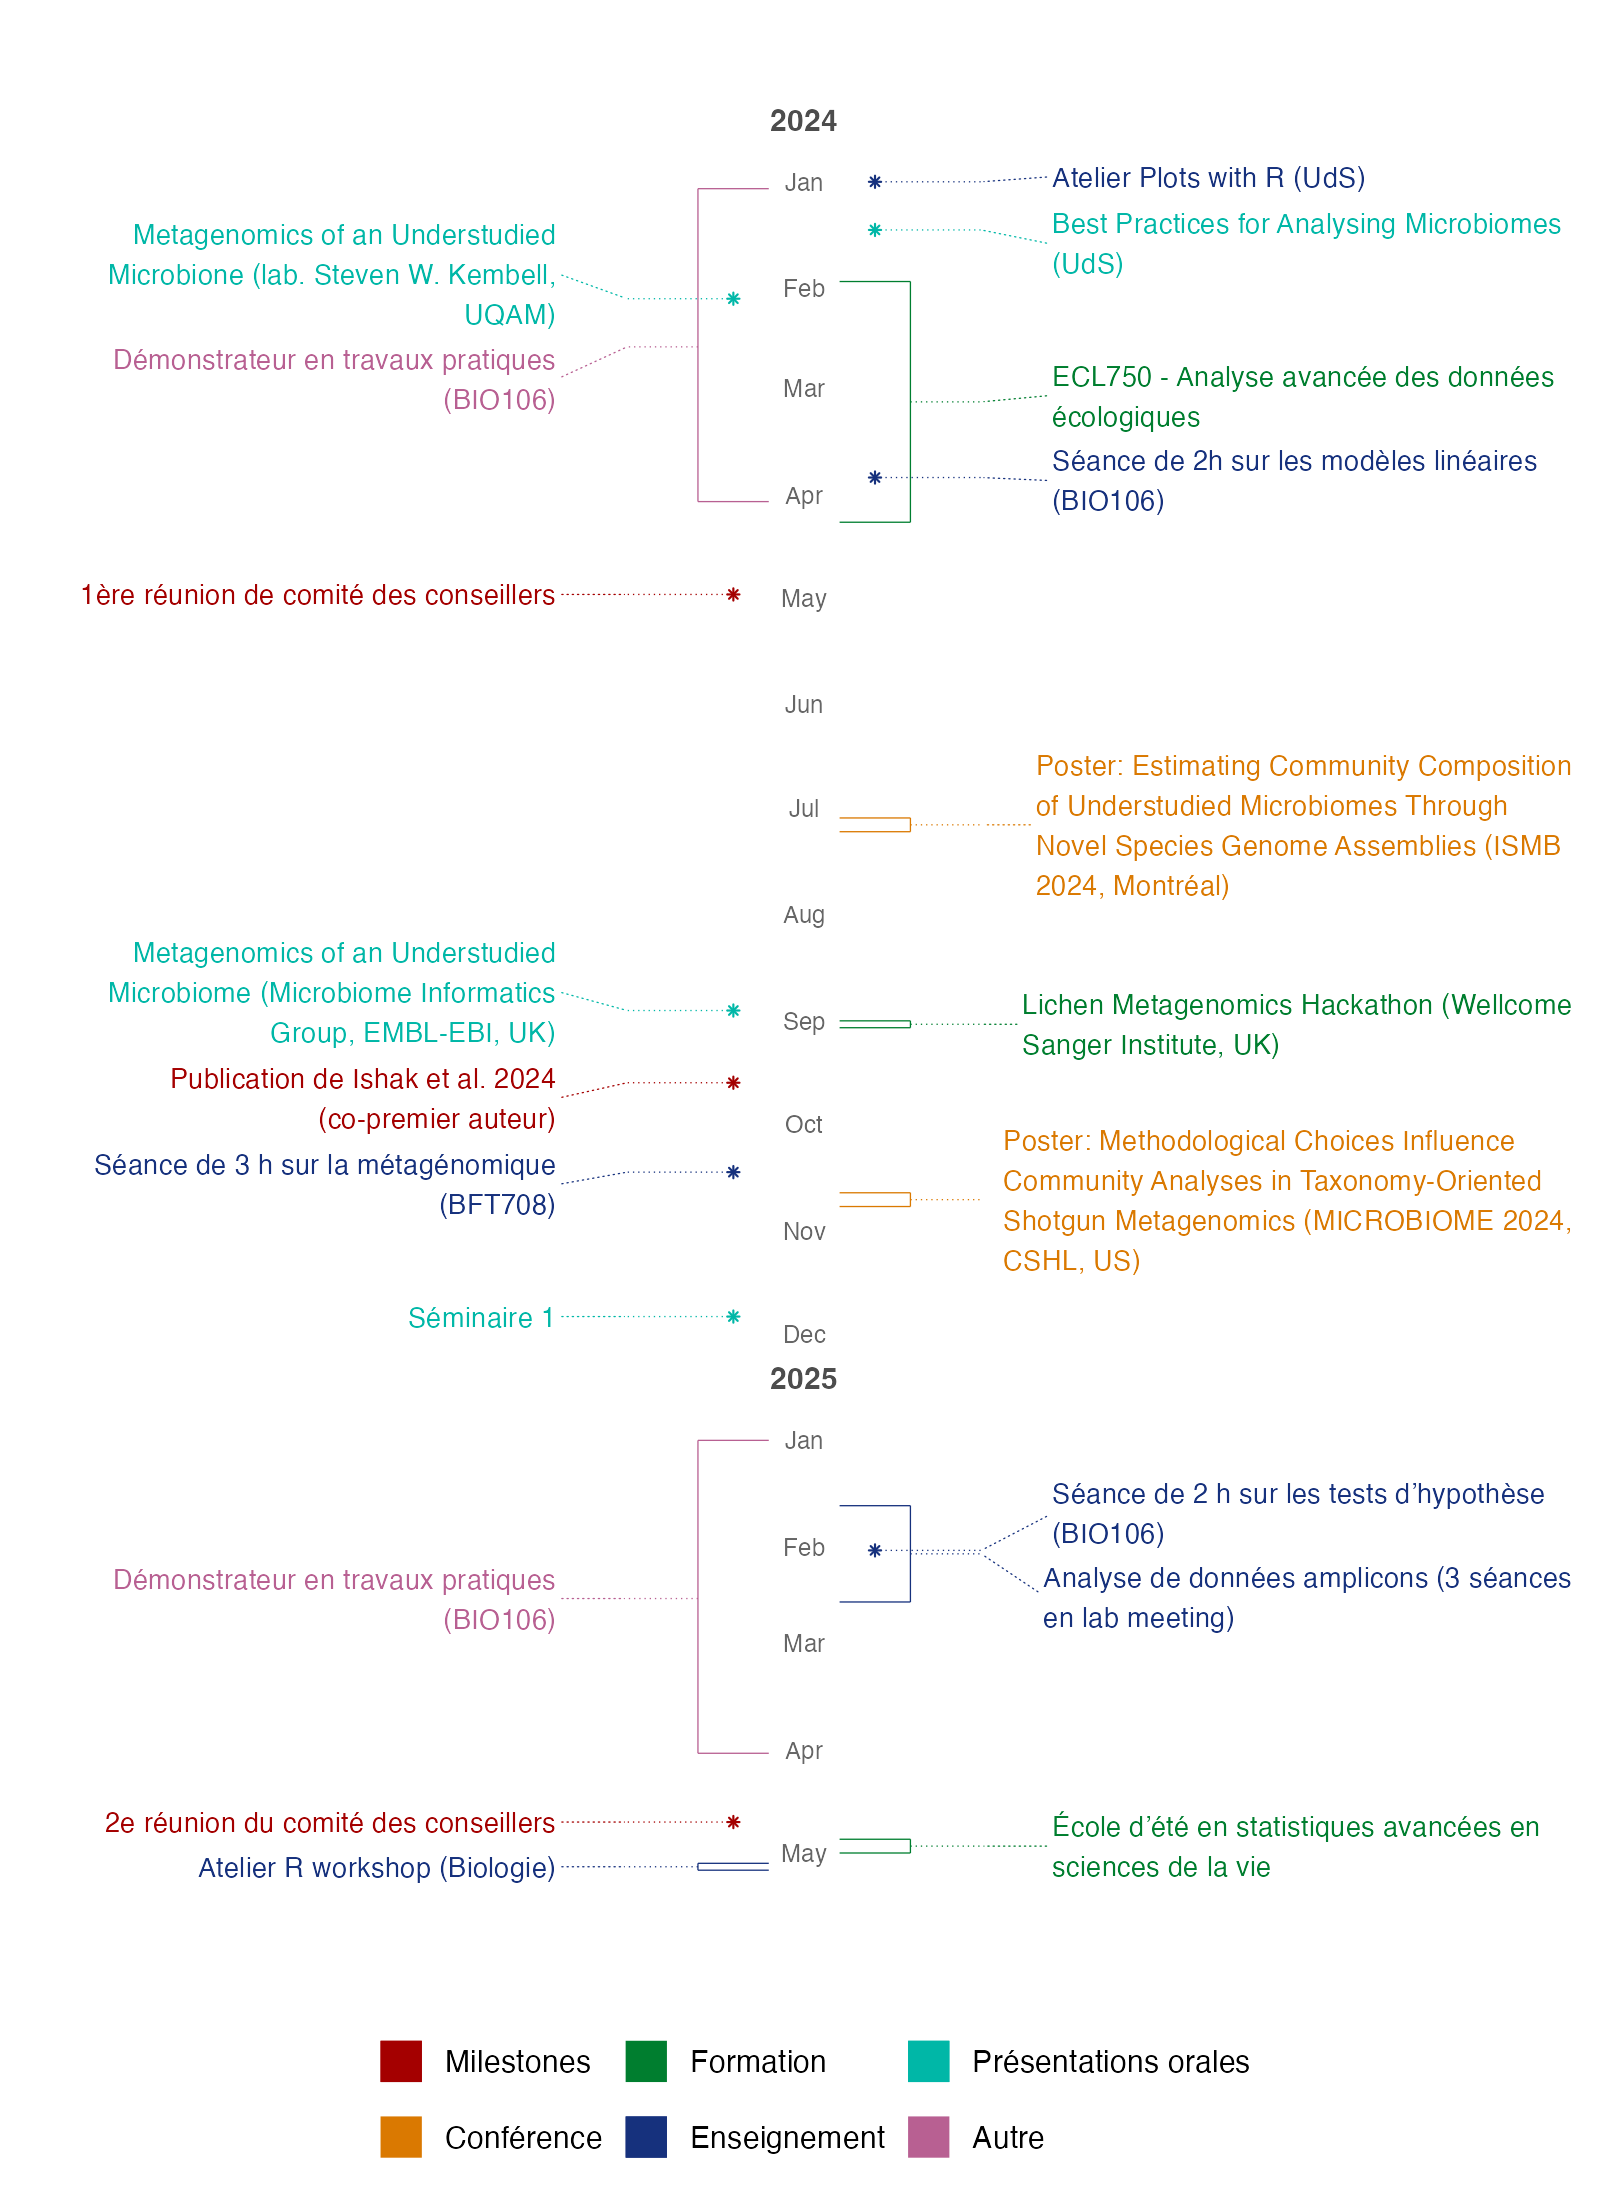 2024
Jan
Feb
Mar
Apr
May
Jun
Jul
Aug
Sep
Oct
Nov
Dec
2025
Jan
Feb
Mar
Apr
May
Metagenomics of an Understudied
Microbione (lab. Steven W. Kembell,
UQAM)
Démonstrateur en travaux pratiques
(BIO106)
1ère réunion de comité des conseillers
Metagenomics of an Understudied
Microbiome (Microbiome Informatics
Group, EMBL-EBI, UK)
Publication de Ishak et al. 2024
(co-premier auteur)
Séance de 3 h sur la métagénomique
(BFT708)
Séminaire 1
Démonstrateur en travaux pratiques
(BIO106)
2e réunion du comité des conseillers
Atelier R workshop (Biologie)
Atelier Plots with R (UdS)
Best Practices for Analysing Microbiomes
(UdS)
ECL750 - Analyse avancée des données
écologiques
Séance de 2h sur les modèles linéaires
(BIO106)
Poster: Estimating Community Composition
of Understudied Microbiomes Through
Novel Species Genome Assemblies (ISMB
2024, Montréal)
Lichen Metagenomics Hackathon (Wellcome
Sanger Institute, UK)
Poster: Methodological Choices Influence
Community Analyses in Taxonomy-Oriented
Shotgun Metagenomics (MICROBIOME 2024,
CSHL, US)
Séance de 2 h sur les tests d’hypothèse
(BIO106)
Analyse de données amplicons (3 séances
en lab meeting)
École d’été en statistiques avancées en
sciences de la vie
Milestones
Formation
Présentations orales
Conférence
Enseignement
Autre